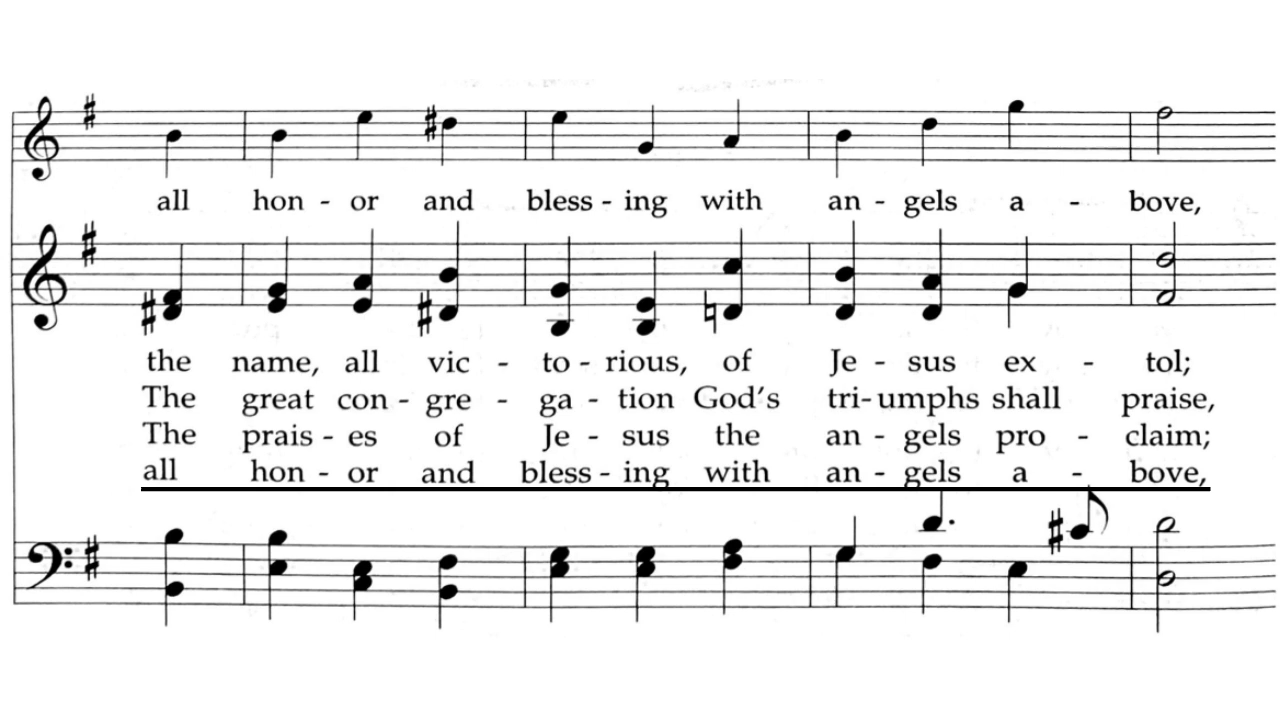 all hon - or and bless - ing with an - gels a - bove,
the name, all vic - to - rious, of Je - sus ex - tol;
The great con - gre - ga - tion God's tri - umphs shall praise,
The prais - es of Je - sus the an - gels pro - claim;
all hon - or and bless - ing with an - gels a - bove,